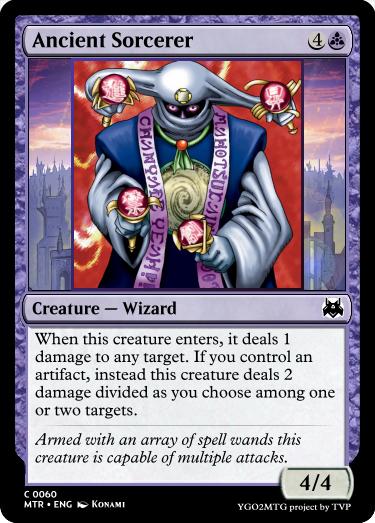 Ancient Sorcerer 4
Creature — Wizard
When this creature enters, it deals 1
damage to any target. If you control an
artifact, instead this creature deals 2
damage divided as you choose among one
or two targets.
Armed with an array of spell wands this
creature is capable of multiple attacks.
4/4
C 0060
MTR • ENG KONAMI
YGO2MTG project by TVP